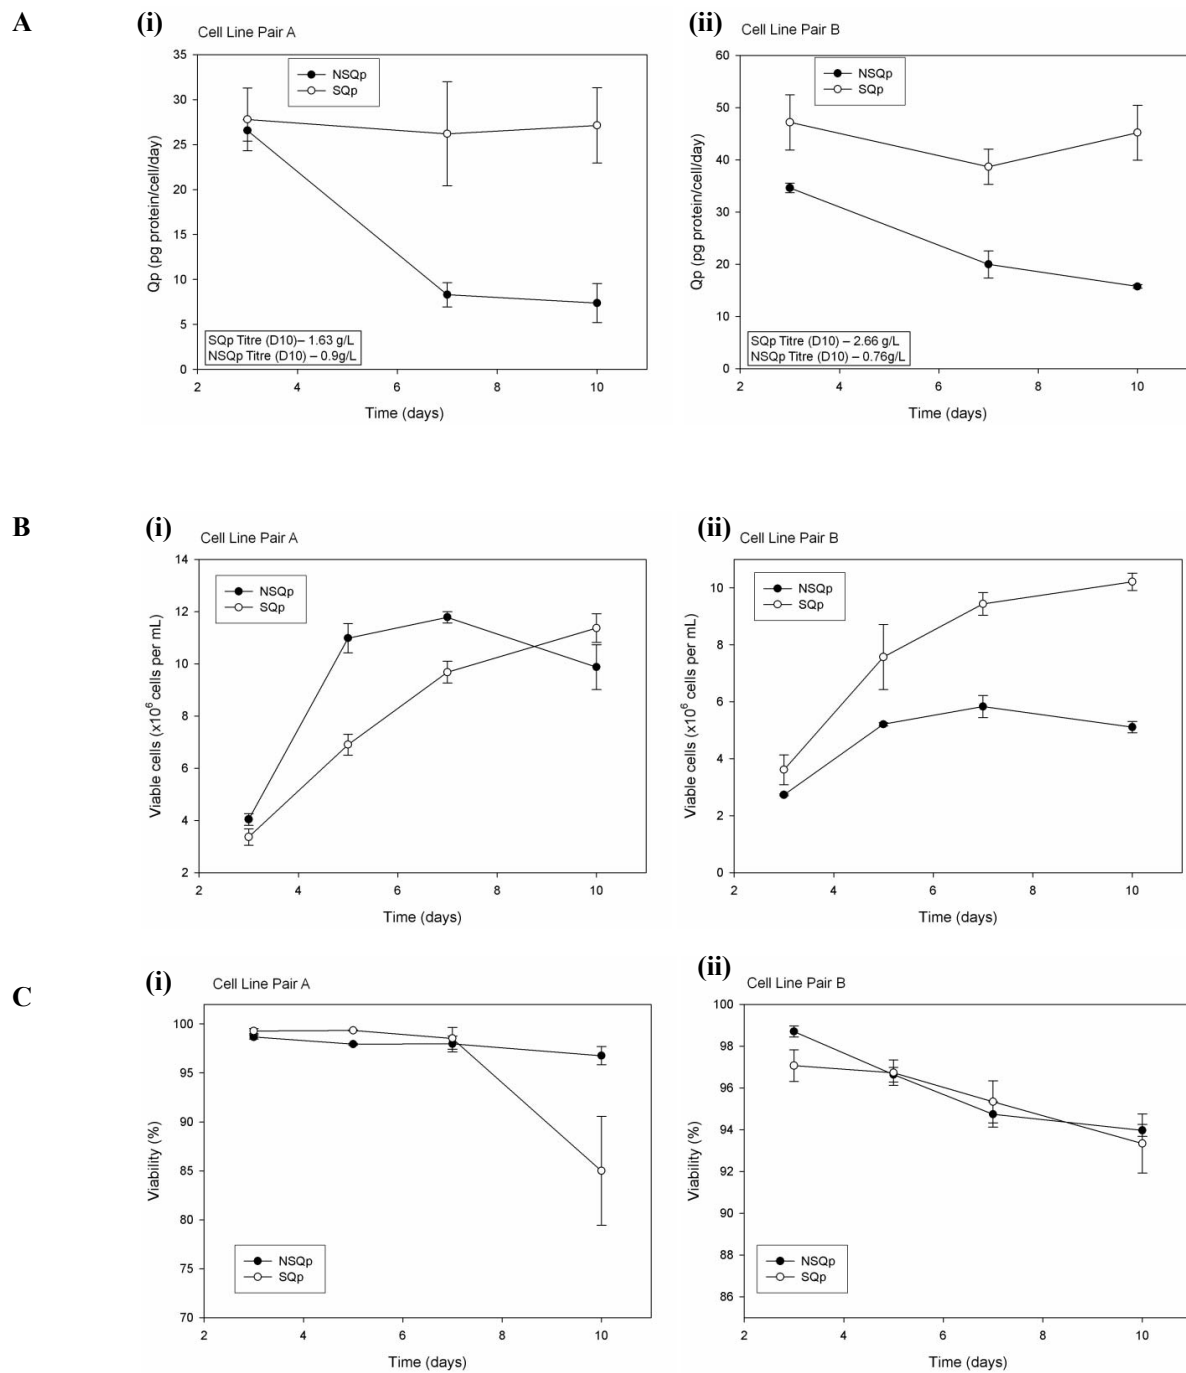 A
(i)
Cell Line Pair A
35
30
25
20
15
10
5
0
Qp (pg protein/cell/day)
NSQp
SQp
SQp Titre (D10)– 1.63 g/L
NSQp Titre (D10) – 0.9g/L
2 4 6 8 10
Time (days)
(ii)
Cell Line Pair B
60
50
40
30
20
10
0
Qp (pg protein/cell/day)
NSQp
SQp
SQp Titre (D10) – 2.66 g/L
NSQp Titre (D10) – 0.76g/L
2 4 6 8 10
Time (days)
B
(i)
Cell Line Pair A
14
12
10
8
6
4
2
Viable cells (x10⁶ cells per mL)
NSQp
SQp
2 4 6 8 10
Time (days)
(ii)
Cell Line Pair B
10
8
6
4
2
0
Viable cells (x10⁶ cells per mL)
NSQp
SQp
2 4 6 8 10
Time (days)
C
(i)
Cell Line Pair A
100
95
90
85
80
75
70
Viability (%)
NSQp
SQp
2 4 6 8 10
Time (days)
(ii)
Cell Line Pair B
100
98
96
94
92
90
88
86
Viability (%)
NSQp
SQp
2 4 6 8 10
Time (days)